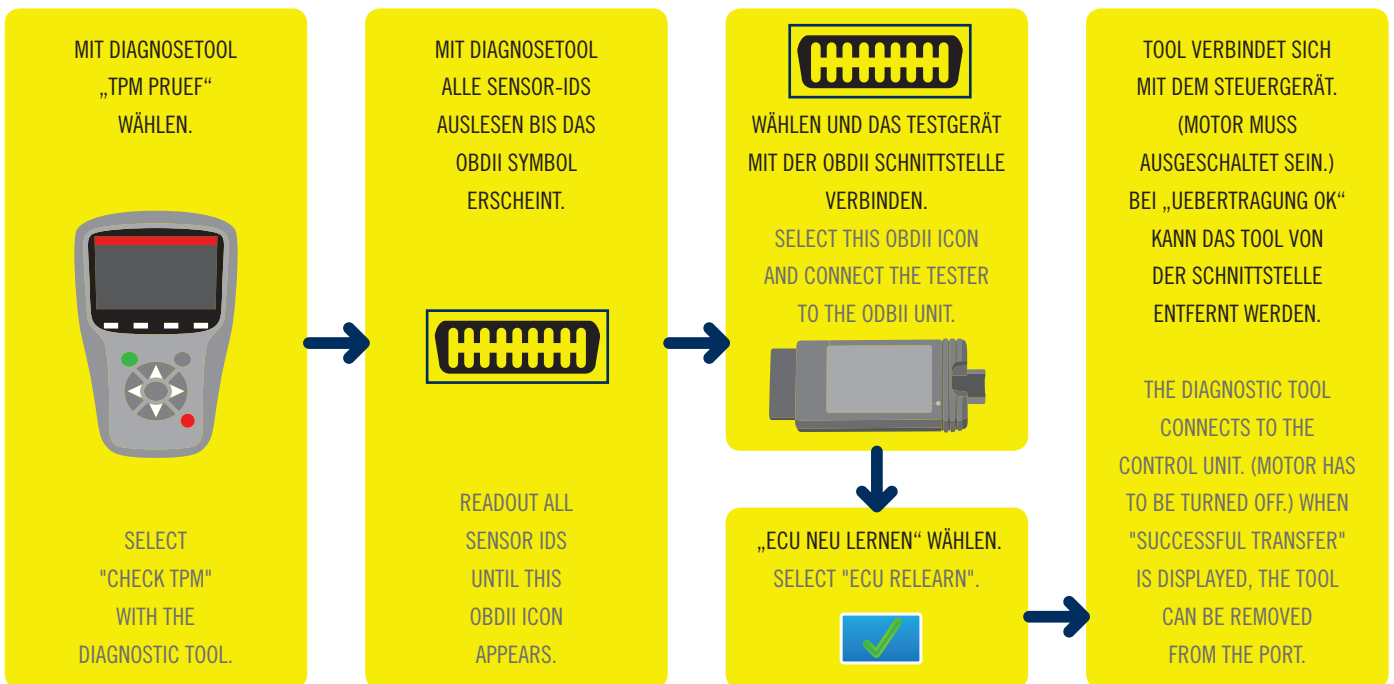 MIT DIAGNOSETOOL
„TPM PRUEF“
WÄHLEN.
SELECT
"CHECK TPM"
WITH THE
DIAGNOSTIC TOOL.
MIT DIAGNOSETOOL
ALLE SENSOR-IDS
AUSLESEN BIS DAS
OBDII SYMBOL
ERSCHEINT.
READOUT ALL
SENSOR IDS
UNTIL THIS
OBDII ICON
APPEARS.
WÄHLEN UND DAS TESTGERÄT
MIT DER OBDII SCHNITTSTELLE
VERBINDEN.
SELECT THIS OBDII ICON
AND CONNECT THE TESTER
TO THE ODBII UNIT.
„ECU NEU LERNEN“ WÄHLEN.
SELECT "ECU RELEARN".
TOOL VERBINDET SICH
MIT DEM STEUERGERÄT.
(MOTOR MUSS
AUSGESCHALTET SEIN.)
BEI „UEBERTRAGUNG OK“
KANN DAS TOOL VON
DER SCHNITTSTELLE
ENTFERNT WERDEN.
THE DIAGNOSTIC TOOL
CONNECTS TO THE
CONTROL UNIT. (MOTOR HAS
TO BE TURNED OFF.) WHEN
"SUCCESSFUL TRANSFER"
IS DISPLAYED, THE TOOL
CAN BE REMOVED
FROM THE PORT.